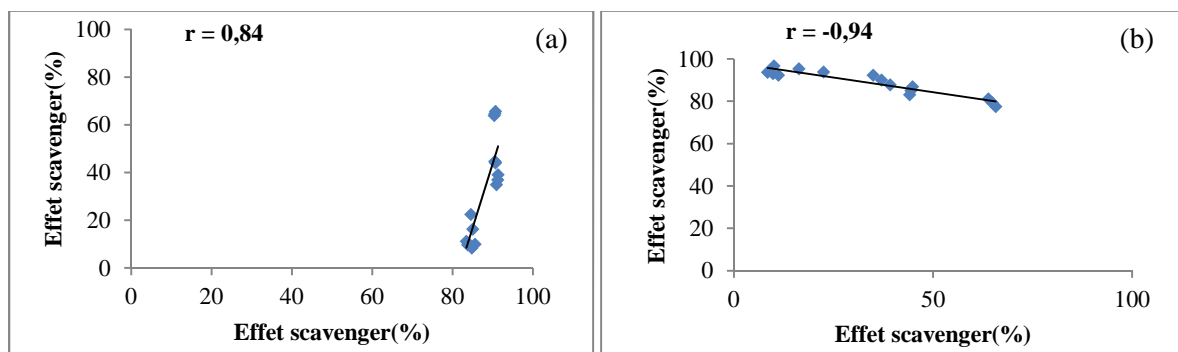 r = 0,84
(a)
Effet scavenger(%)
100
80
60
40
20
0
0 20 40 60 80 100
Effet scavenger(%)
r = -0,94
(b)
Effet scavenger(%)
100
80
60
40
20
0
0 50 100
Effet scavenger(%)